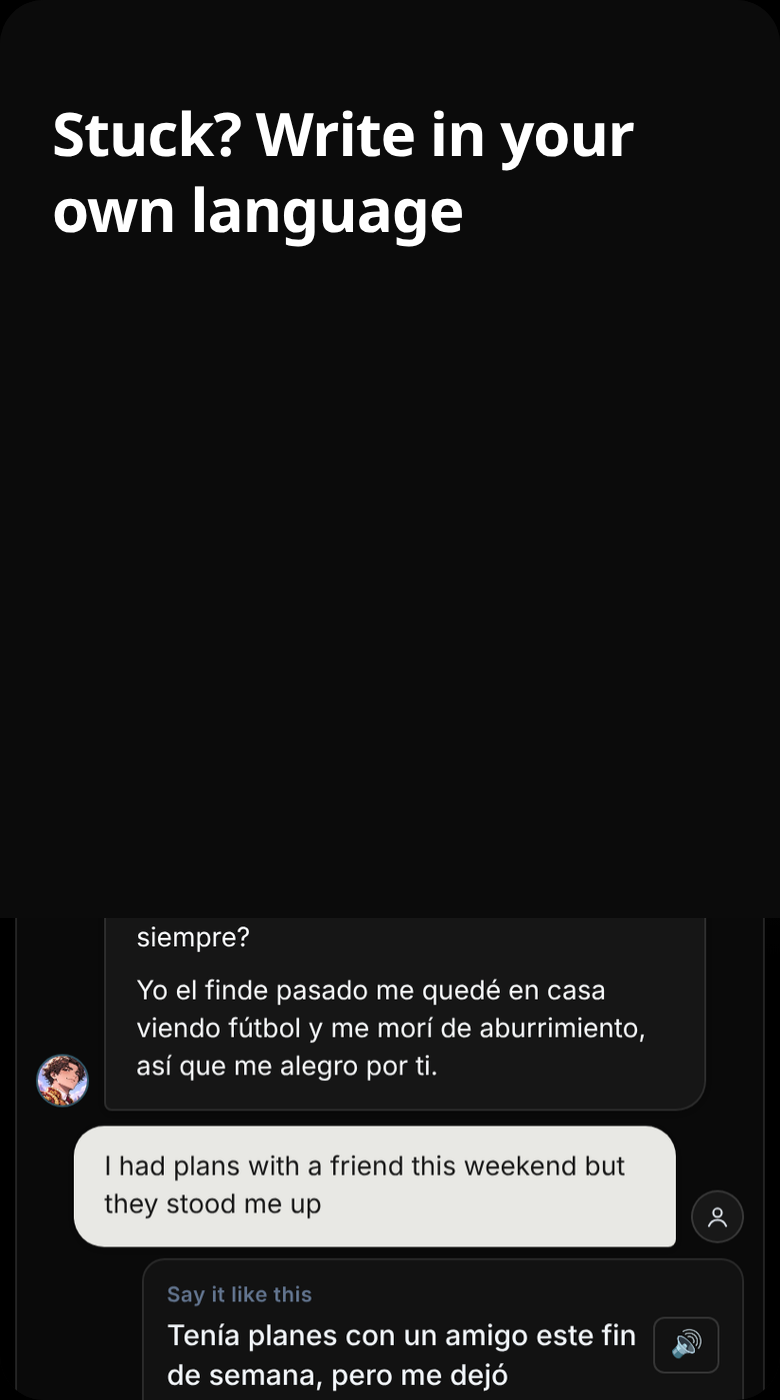 Stuck? Write in your
own language
siempre?
Yo el finde pasado me quedé en casa
viendo fútbol y me morí de aburrimiento,
así que me alegro por ti.
I had plans with a friend this weekend but
they stood me up
Say it like this
Tenía planes con un amigo este fin
de semana, pero me dejó